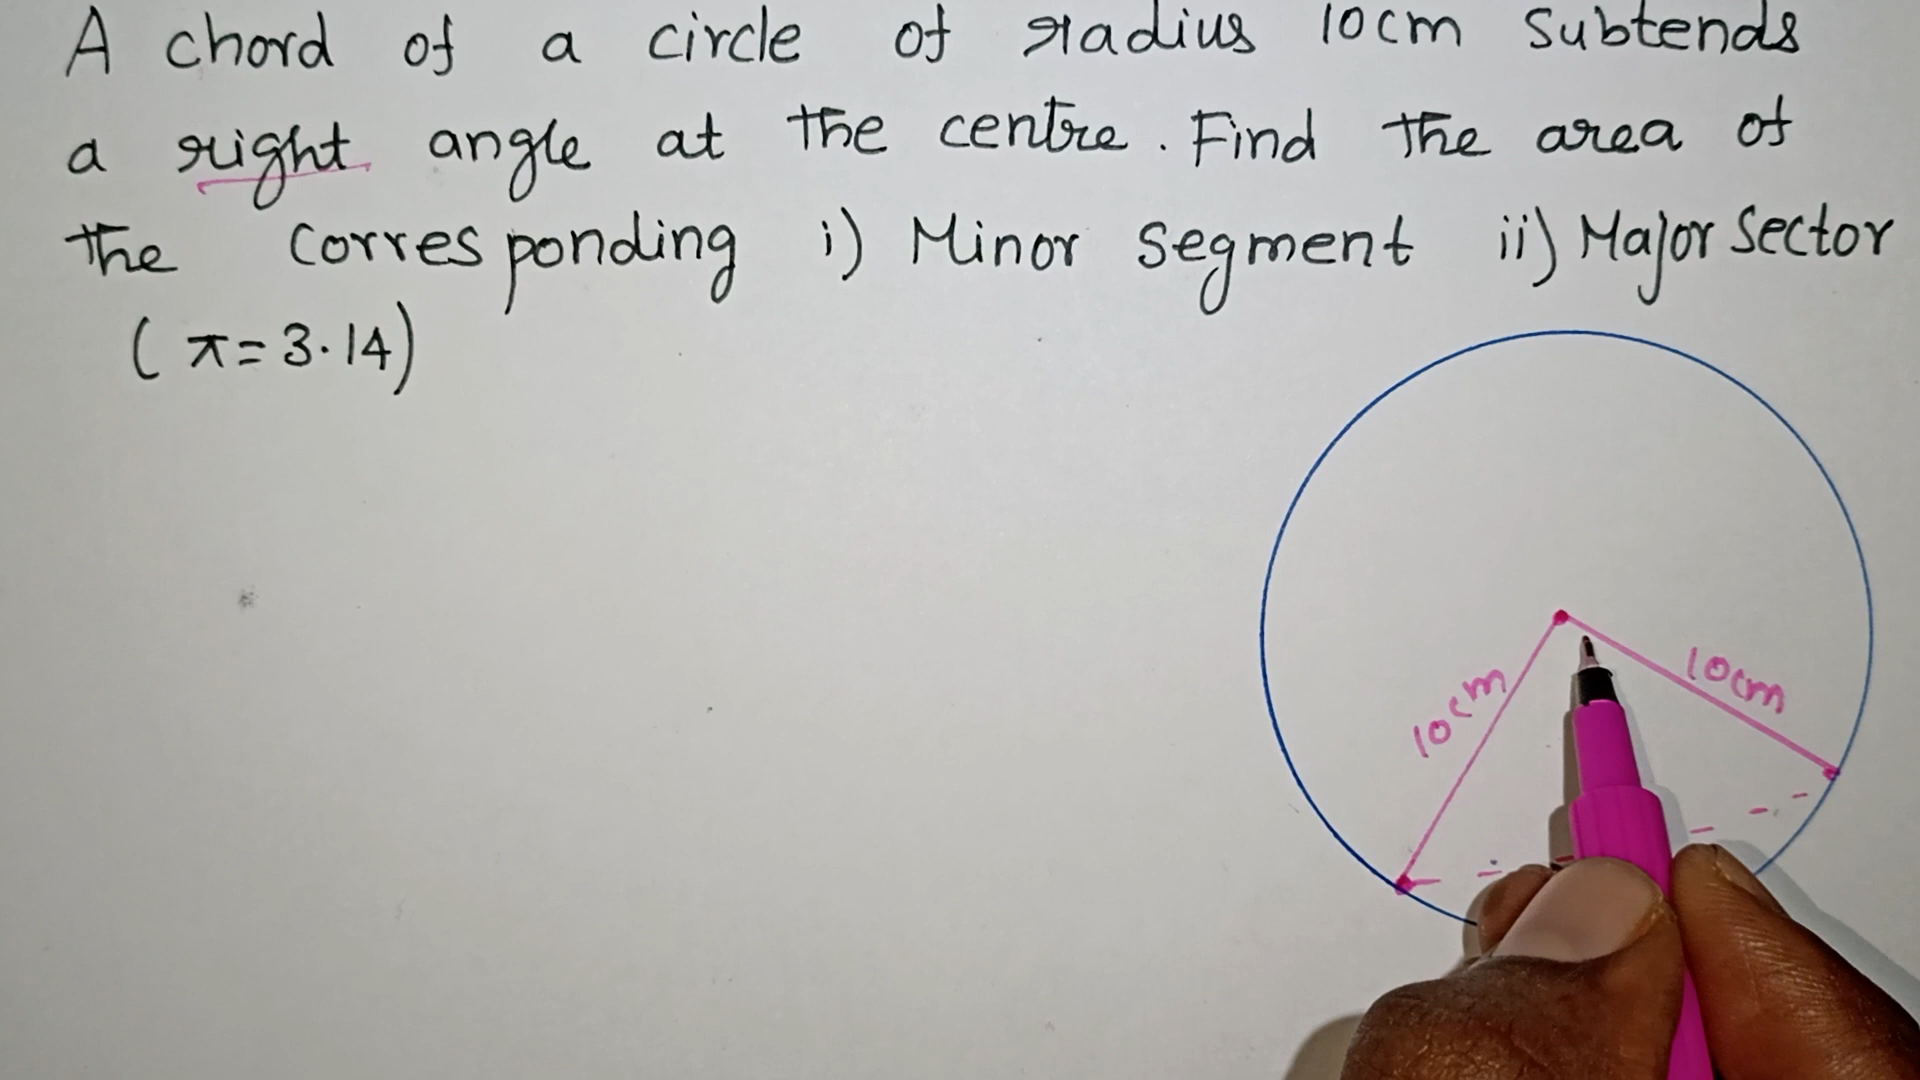 A chord of a circle of radius 10cm subtends
a right angle at the centre. Find the area of
the corresponding i) Minor segment ii) Major sector
(π=3.14)
10cm
10cm